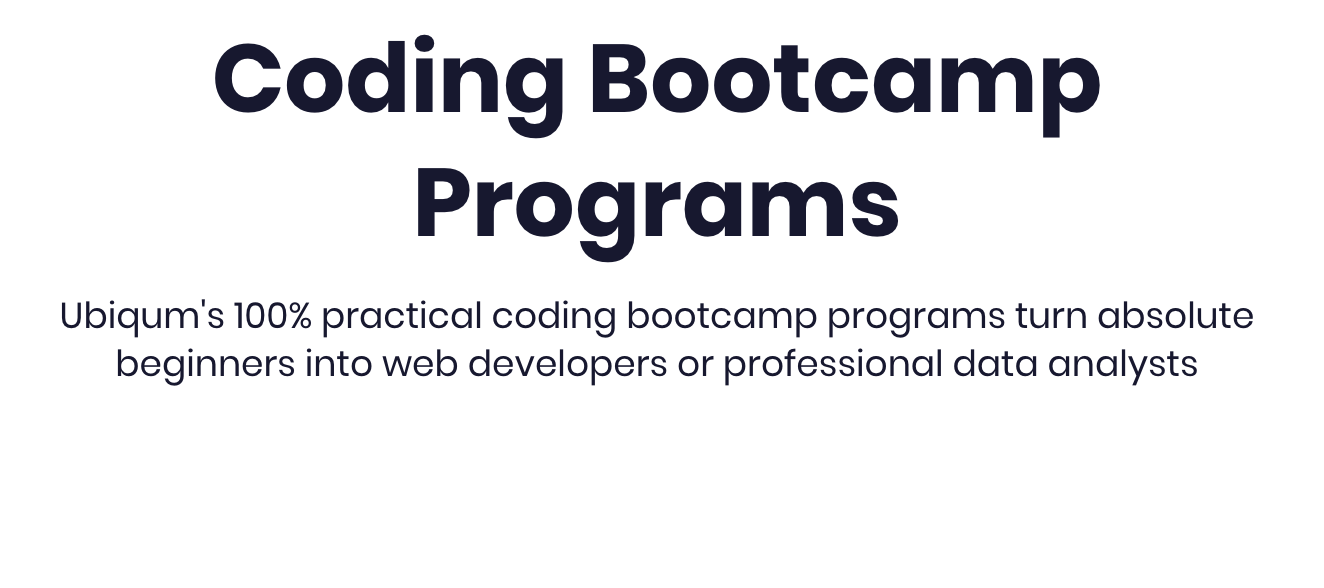 Coding Bootcamp
Programs
Ubiqum's 100% practical coding bootcamp programs turn absolute
beginners into web developers or professional data analysts